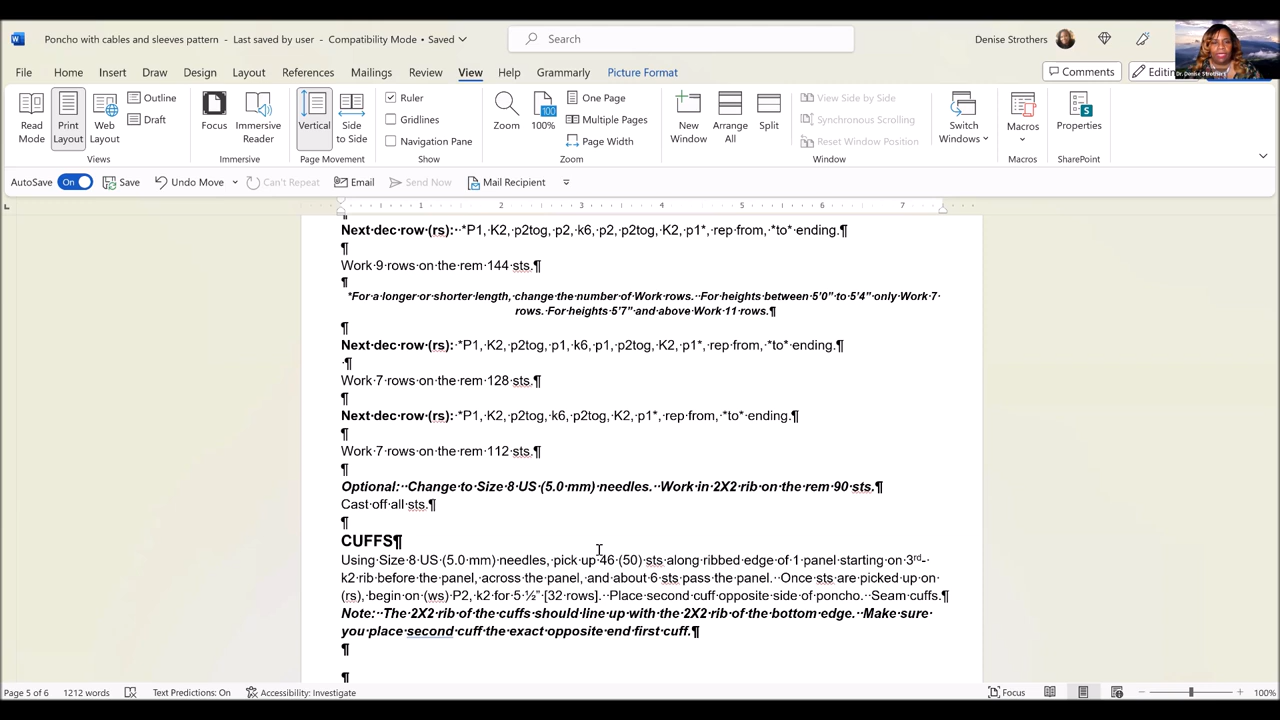 Poncho with cables and sleeves pattern - Last saved by user - Compatibility Mode • Saved
Search
Denise Strothers
Dr. Denise Strothers
File Home Insert Draw Design Layout References Mailings Review View Help Grammarly Picture Format
Comments
Editin
Read Mode
Print Layout
Web Layout
Outline
Draft
Views
Focus
Immersive Reader
Immersive
Vertical
Side to Side
Page Movement
Ruler
Gridlines
Navigation Pane
Show
Zoom
100
100%
One Page
Multiple Pages
Page Width
Zoom
New Window
Arrange All
Split
View Side by Side
Synchronous Scrolling
Reset Window Position
Window
Switch Windows
Macros
Macros
Properties
SharePoint
AutoSave On Save Undo Move Can't Repeat Email Send Now Mail Recipient
1 2 3 4 5 6 7
Next·dec·row·(rs):· ·*P1,·K2,·p2tog,·p2,·k6,·p2,·p2tog,·K2,·p1*,·rep·from,·*to*·ending.¶
¶
Work·9·rows·on·the·rem·144·sts.¶
¶
*For·a·longer·or·shorter·length,·change·the·number·of·Work·rows.··For·heights·between·5’0”·to·5’4”·only·Work·7·
rows.·For·heights·5’7”·and·above·Work·11·rows.¶
¶
Next·dec·row·(rs):·*P1,·K2,·p2tog,·p1,·k6,·p1,·p2tog,·K2,·p1*,·rep·from,·*to*·ending.¶
·¶
Work·7·rows·on·the·rem·128·sts.¶
¶
Next·dec·row·(rs):·*P1,·K2,·p2tog,·k6,·p2tog,·K2,·p1*,·rep·from,·*to*·ending.¶
¶
Work·7·rows·on·the·rem·112·sts.¶
¶
Optional:··Change·to·Size·8·US·(5.0·mm)·needles.··Work·in·2X2·rib·on·the·rem·90·sts.¶
Cast·off·all·sts.¶
¶
CUFFS¶
Using·Size·8·US·(5.0·mm)·needles,·pick·up·46·(50)·sts·along·ribbed·edge·of·1·panel·starting·on·3rd-·
k2·rib·before·the·panel,·across·the·panel,·and·about·6·sts·pass·the·panel.··Once·sts·are·picked·up·on·
(rs),·begin·on·(ws)·P2,·k2·for·5·½”·[32·rows].··Place·second·cuff·opposite·side·of·poncho.··Seam·cuffs.¶
Note:··The·2X2·rib·of·the·cuffs·should·line·up·with·the·2X2·rib·of·the·bottom·edge.··Make·sure·
you·place·second·cuff·the·exact·opposite·end·first·cuff.¶
¶
¶
Page 5 of 6 1212 words Text Predictions: On Accessibility: Investigate Focus 100%